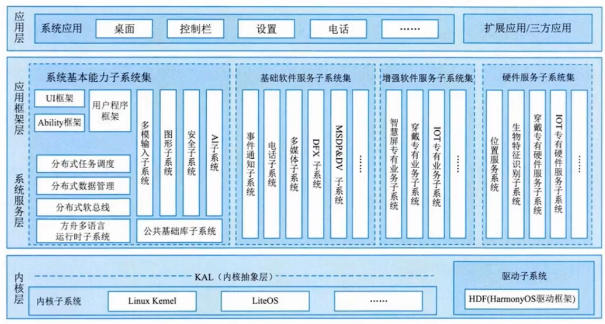 应用层
系统应用
桌面
控制栏
设置
电话
……
扩展应用/三方应用
应用框架层
系统服务层
系统基本能力子系统集
UI框架
Ability框架
用户程序
框架
多模输入子系统
图形子系统
安全子系统
AI子系统
分布式任务调度
分布式数据管理
分布式软总线
方舟多语言
运行时子系统
公共基础库子系统
基础软件服务子系统集
事件通知子系统
电话子系统
多媒体子系统
DFX 子系统
MSDP&DV 子系统
……
增强软件服务子系统集
智慧屏专有业务子系统
穿戴专有业务子系统
IOT专有业务子系统
……
硬件服务子系统集
位置服务系统
生物特征识别子系统
穿戴专有硬件服务子系统
IOT专有硬件服务子系统
……
内核层
KAL（内核抽象层）
内核子系统
Linux Kemel
LiteOS
……
驱动子系统
HDF(HarmonyOS驱动框架)